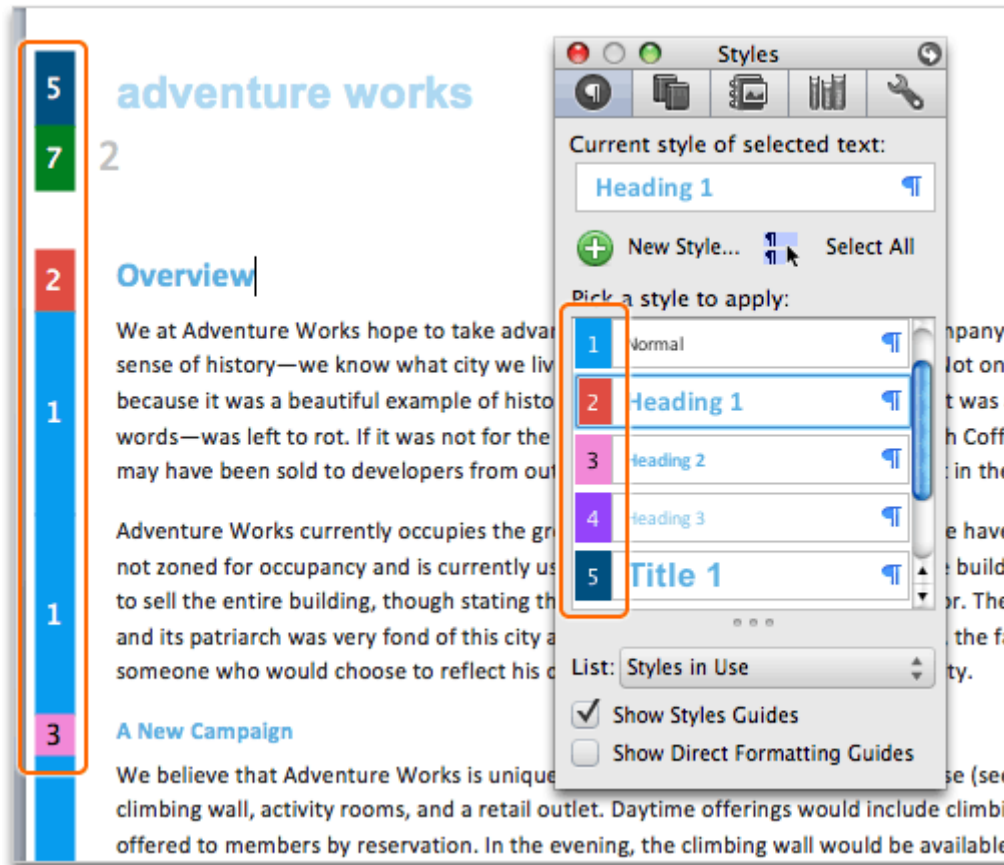 5
adventure works
7
2
2
Overview
We at Adventure Works hope to take
sense of history—we know what city we
because it was a beautiful example of
1
words—was left to rot. If it was not for the
may have been sold to developers from
Adventure Works currently occupies the
not zoned for occupancy and is currently
1
to sell the entire building, though stating
and its patriarch was very fond of this city
someone who would choose to reflect his
3
A New Campaign
We believe that Adventure Works is unique
climbing wall, activity rooms, and a retail outlet. Daytime offerings would include
offered to members by reservation. In the evening, the climbing wall would be available
Styles
Current style of selected text:
Heading 1 ¶
New Style... Select All
Pick a style to apply:
1 Normal ¶
2 Heading 1 ¶
3 Heading 2 ¶
4 Heading 3 ¶
5 Title 1 ¶
List: Styles in Use
Show Styles Guides
Show Direct Formatting Guides
t was
in the
have
the